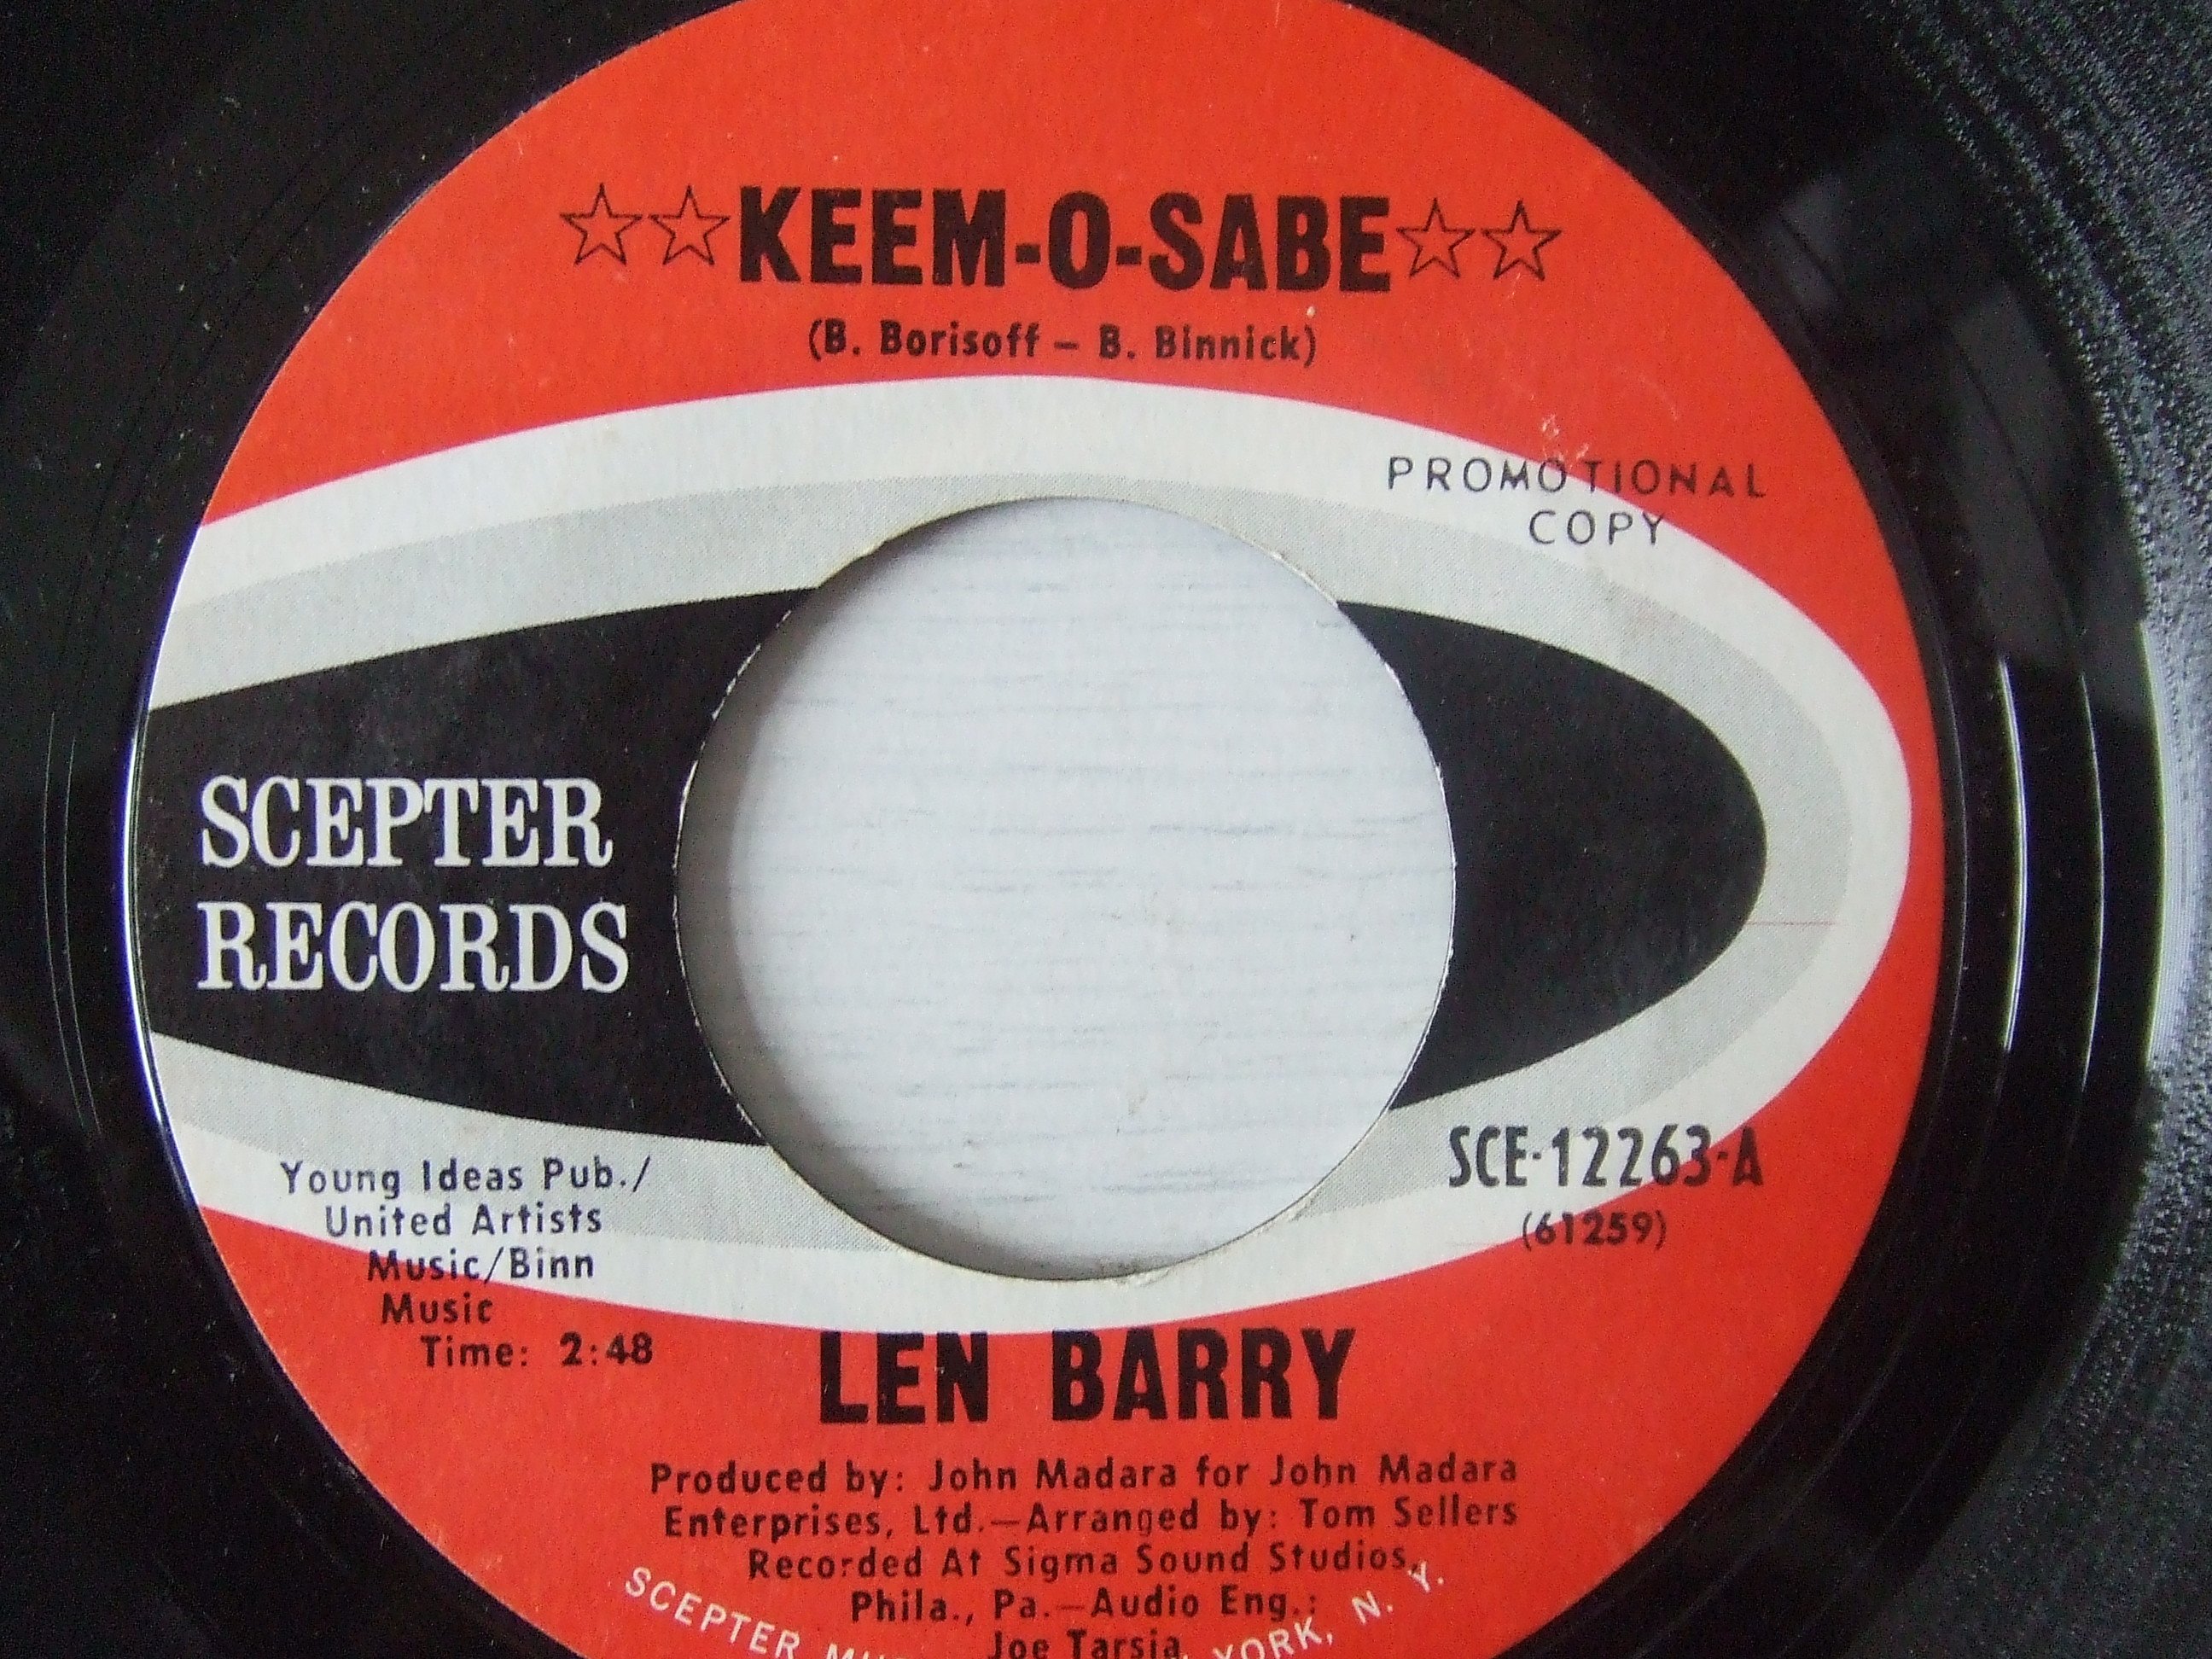 ☆☆KEEM-O-SABE☆☆
(B. Borisoff – B. Binnick)
PROMOTIONAL
COPY
SCEPTER
RECORDS
SCE-12263-A
(61259)
Young Ideas Pub./
United Artists
Music/Binn
Music
Time: 2:48
LEN BARRY
Produced by: John Madara for John Madara
Enterprises, Ltd.—Arranged by: Tom Sellers
Recorded At Sigma Sound Studios,
Phila., Pa.—Audio Eng.:
Joe Tarsia
SCEPTER YORK, N. Y.